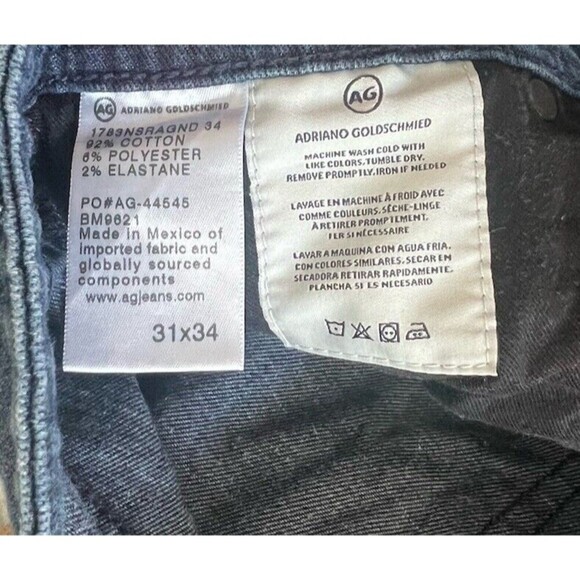 AG ADRIANO GOLDSCHMIED
1783NSRAGND 34
92% COTTON
6% POLYESTER
2% ELASTANE
PO#AG-44545
BM9621
Made in Mexico of
imported fabric and
globally sourced
components
www.agjeans.com
31x34
AG
ADRIANO GOLDSCHMIED
MACHINE WASH COLD WITH
LIKE COLORS.TUMBLE DRY.
REMOVE PROMPTLY.IRON IF NEEDED
LAVAGE EN MACHINE À FROID AVEC
COMME COULEURS. SÈCHE-LINGE
À RETIRER PROMPTEMENT.
FER SI NÉCESSAIRE
LAVAR A MAQUINA CON AGUA FRIA.
CON COLORES SIMILARES. SECAR EN
SECADORA RETIRAR RAPIDAMENTE.
PLANCHA SI ES NECESARIO